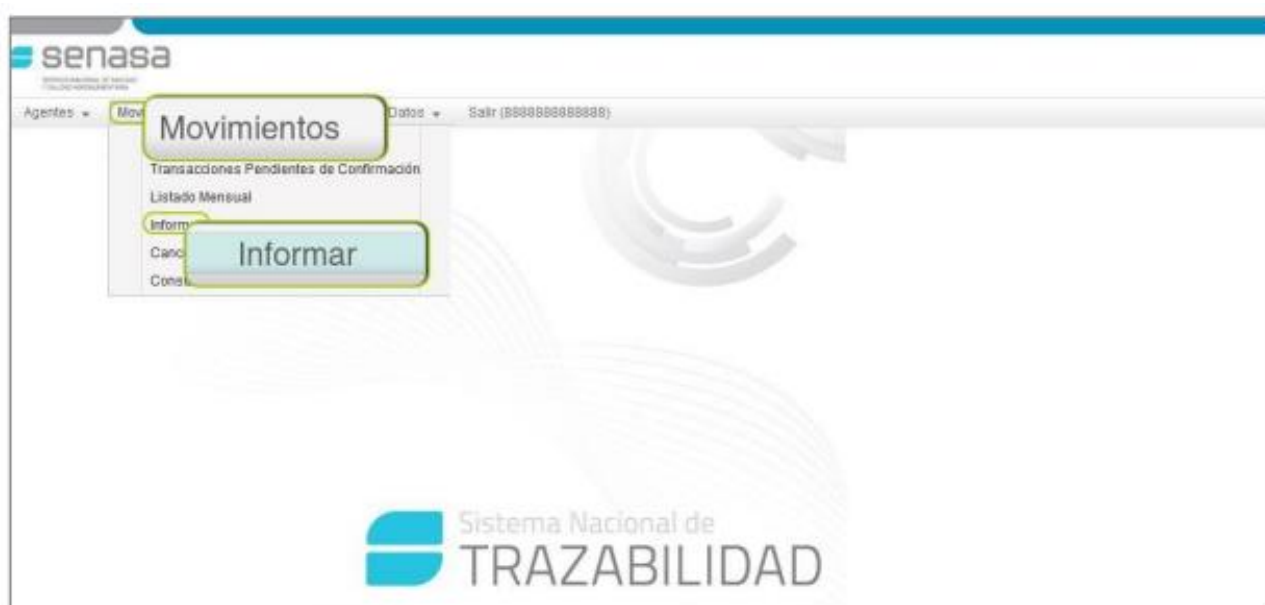 senasa
Agentes Movimientos Datos Salir (8888888888888)
Transacciones Pendientes de Confirmación
Listado Mensual
Informar
Sistema Nacional de
TRAZABILIDAD